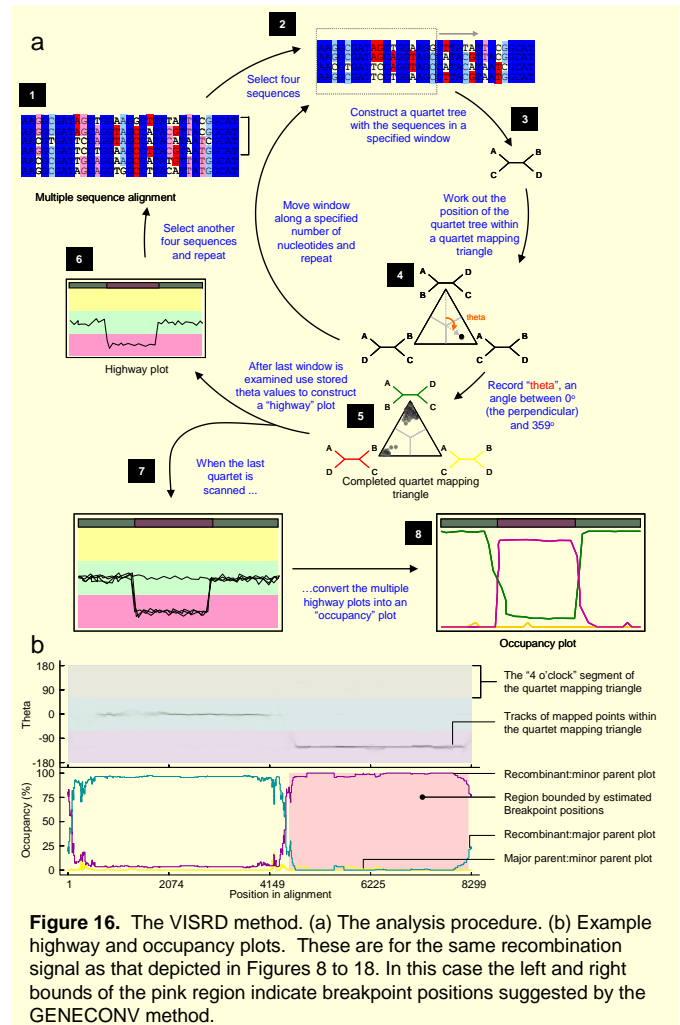 a
2
Select four
sequences
1
Construct a quartet tree
with the sequences in a
specified window
3
A B
C D
Multiple sequence alignment
Move window
along a specified
number of
nucleotides and
repeat
Work out the
position of the
quartet tree within
a quartet mapping
triangle
Select another
four sequences
and repeat
6
4
A D
B C
theta
A B
D C
A B
C D
Highway plot
After last window is
examined use stored
theta values to construct
a "highway" plot
Record "theta", an
angle between 0º
(the perpendicular)
and 359º
5
A D
B C
A B
D C
A B
C D
Completed quartet mapping
triangle
7
When the last
quartet is
scanned ...
8
...convert the multiple
highway plots into an
"occupancy" plot
Occupancy plot
b
180
90
0
-90
-180
Theta
The "4 o'clock" segment of
the quartet mapping triangle
Tracks of mapped points within
the quartet mapping triangle
100
75
50
25
0
Occupancy (%)
Recombinant:minor parent plot
Region bounded by estimated
Breakpoint positions
Recombinant:major parent plot
Major parent:minor parent plot
1 2074 4149 6225 8299
Position in alignment
Figure 16. The VISRD method. (a) The analysis procedure. (b) Example
highway and occupancy plots. These are for the same recombination
signal as that depicted in Figures 8 to 18. In this case the left and right
bounds of the pink region indicate breakpoint positions suggested by the
GENECONV method.